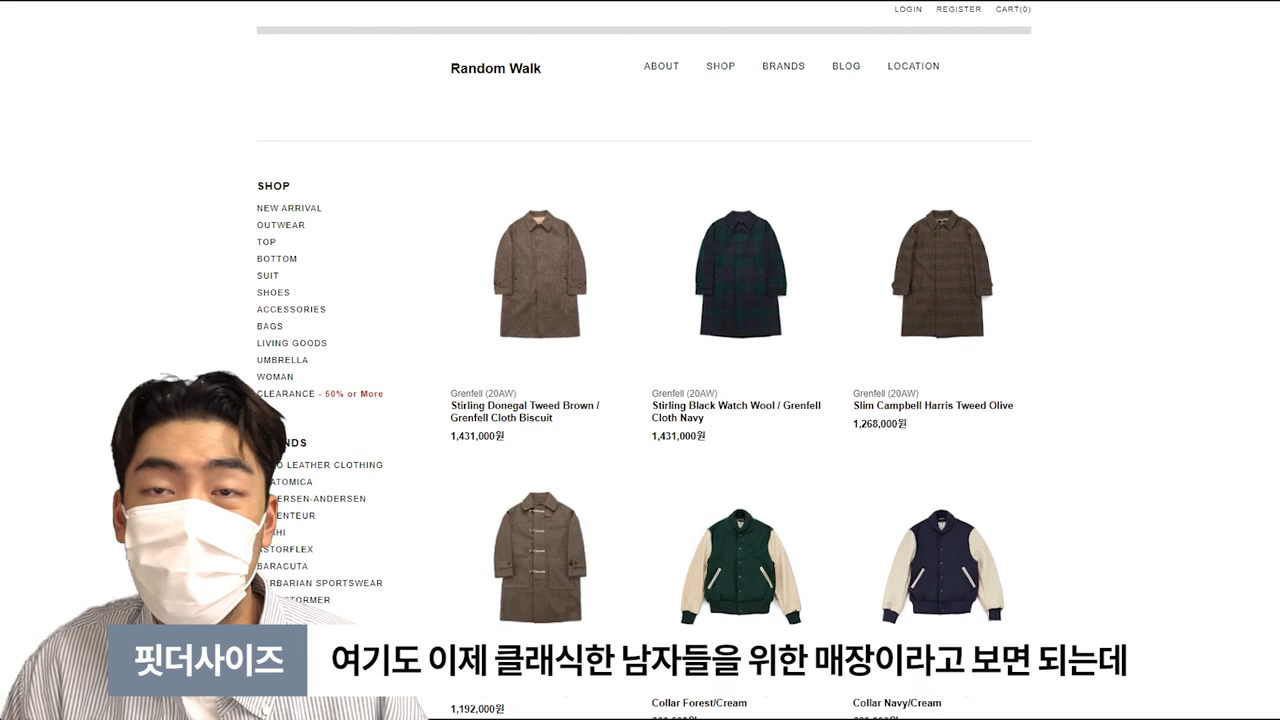 LOGIN REGISTER CART(0)
Random Walk
ABOUT SHOP BRANDS BLOG LOCATION
SHOP
NEW ARRIVAL
OUTWEAR
TOP
BOTTOM
SUIT
SHOES
ACCESSORIES
BAGS
LIVING GOODS
UMBRELLA
WOMAN
CLEARANCE - 50% or More
LEATHER CLOTHING
BARACUTA
SPORTSWEAR
Grenfell (20AW)
Stirling Donegal Tweed Brown /
Grenfell Cloth Biscuit
1,431,000원
Grenfell (20AW)
Stirling Black Watch Wool / Grenfell
Cloth Navy
1,431,000원
Grenfell (20AW)
Slim Campbell Harris Tweed Olive
1,268,000원
1,192,000원
Collar Forest/Cream
Collar Navy/Cream
핏더사이즈
여기도 이제 클래식한 남자들을 위한 매장이라고 보면 되는데